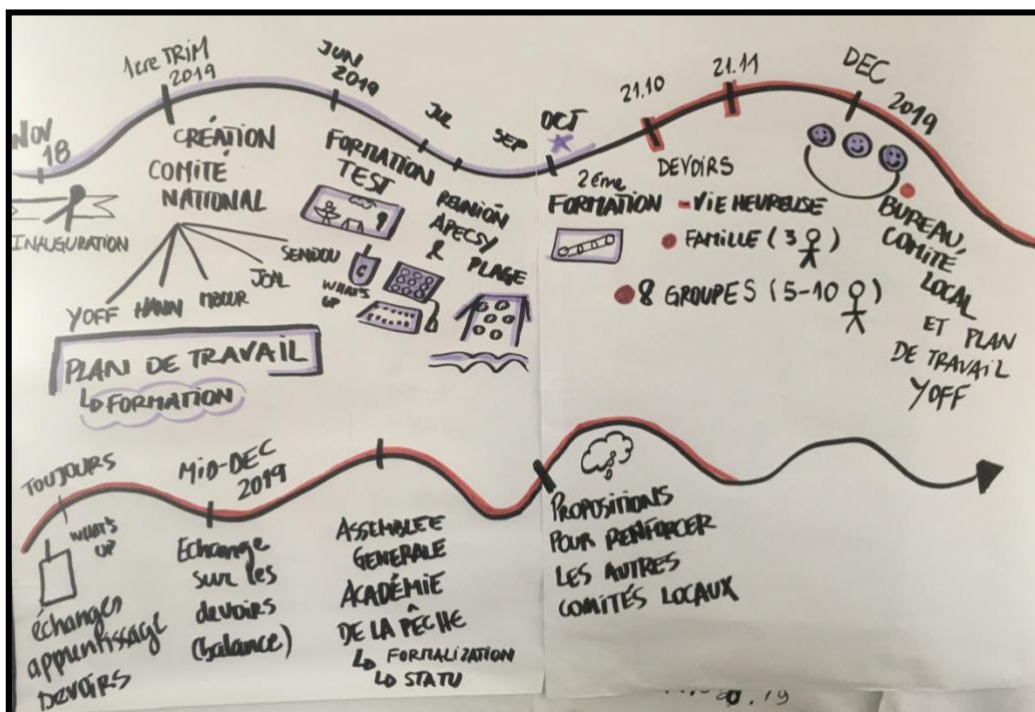 NOV
18
INAUGURATION
1ere TRIM
2019
CRÉATION
COMITÉ
NATIONAL
YOFF
HANN
MBOUR
JOAL
SENDOU
PLAN DE TRAVAIL
FORMATION
JUN
2019
FORMATION
TEST
WHAT'S
UP
JUL
SEP
REUNIÓN
APECSY
&
PLAGE
OCT
2éme
FORMATION
21.10
21.11
DEVOIRS
- VIE HEUREUSE
FAMILLE (3)
8 GROUPES (5-10)
DEC
2019
BUREAU,
COMITÉ
LOCAL
ET PLAN
DE TRAVAIL
YOFF
TOUJOURS
WHAT'S
UP
échanges
apprentissage
DEVOIRS
MID-DEC
2019
Echange
sur les
devoirs
(balance)
ASSEMBLEE
GENERALE
ACADÉMIE
DE LA PÊCHE
FORMALIZATION
STATU
PROPOSITIONS
POUR RENFORCER
LES AUTRES
COMITÉS LOCAUX